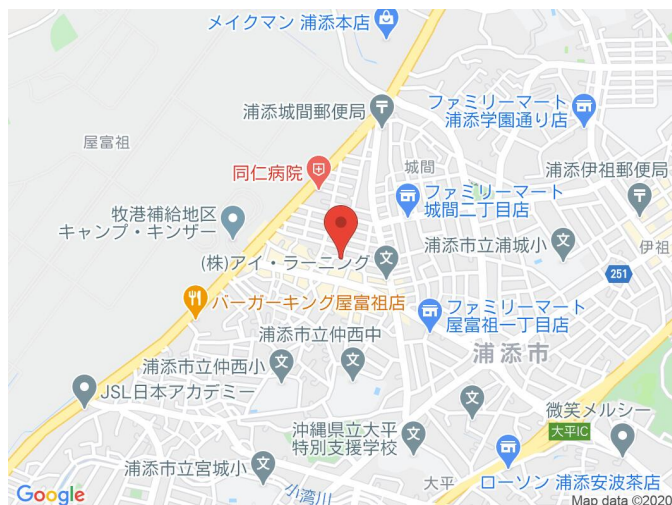 メイクマン 浦添本店
浦添城間郵便局
ファミリーマート
浦添学園通り店
屋富祖
同仁病院
城間
浦添伊祖郵便局
ファミリーマート
城間二丁目店
牧港補給地区
キャンプ・キンザー
浦添市立浦城小
伊祖
(株)アイ・ラーニング
251
バーガーキング屋富祖店
ファミリーマート
屋富祖一丁目店
浦添市立仲西中
浦添市
浦添市立仲西小
JSL日本アカデミー
微笑メルシー
沖縄県立大平
特別支援学校
大平IC
浦添市立宮城小
大平
ローソン 浦添安波茶店
小湾川
Google
Map data ©2020